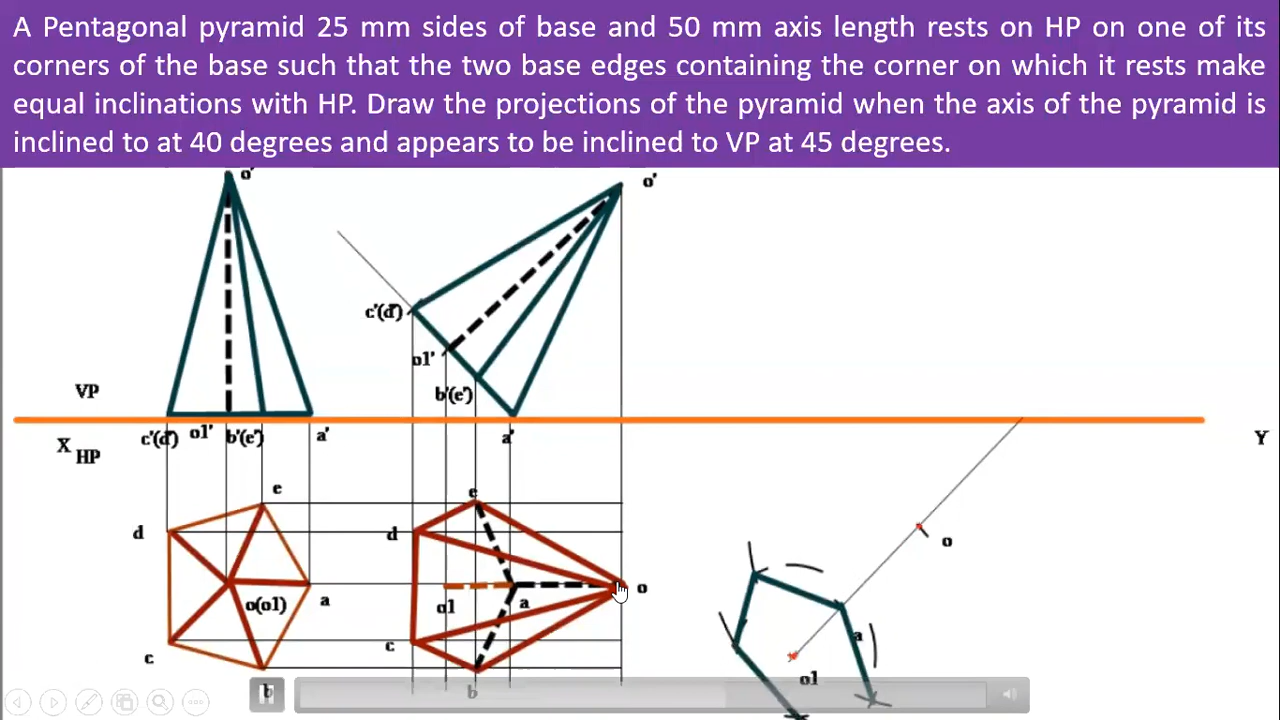 A Pentagonal pyramid 25 mm sides of base and 50 mm axis length rests on HP on one of its
corners of the base such that the two base edges containing the corner on which it rests make
equal inclinations with HP. Draw the projections of the pyramid when the axis of the pyramid is
inclined to at 40 degrees and appears to be inclined to VP at 45 degrees.
o'
o'
c'(d')
o1'
VP
b'(e')
X HP
c'(d')
o1'
b'(e')
a'
a'
Y
e
e
d
d
o
o(o1)
a
o1
a
o
a
c
c
o1
b
b